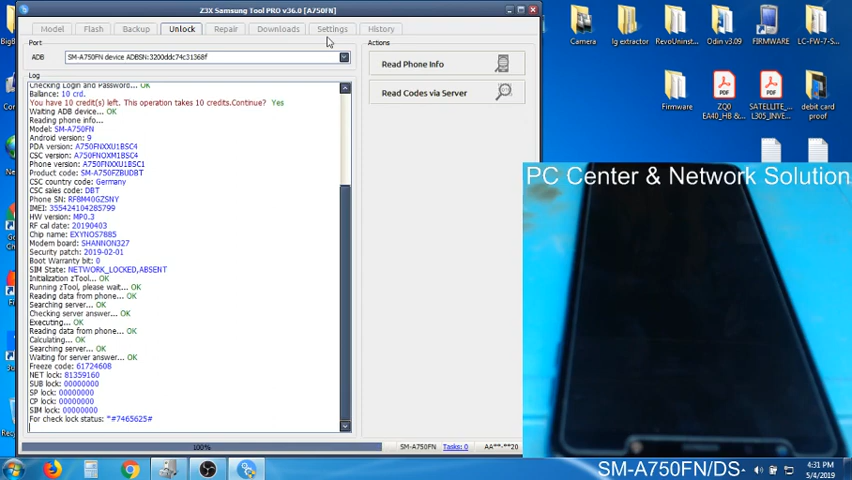 Z3X Samsung Tool PRO v36.0 [A750FN]
Model Flash Backup Unlock Repair Downloads Settings History
Port
ADB SM-A750FN device ADBSN:3200ddc74c31368f
Log
Checking Login and Password... OK
Ballance: 10 crd.
You have 10 credit(s) left. This operation takes 10 credits.Continue? Yes
Waiting ADB device... OK
Reading phone info...
Model: SM-A750FN
Android version: 9
PDA version: A750FNXXU1BSC4
CSC version: A750FNOXM1BSC4
Phone version: A750FNXXU1BSC1
Product code: SM-A750FZBUDBT
CSC country code: Germany
CSC sales code: DBT
Phone SN: RF8M40GZSNY
IMEI: 355424104285799
HW version: MP0.3
RF cal date: 20190403
Chip name: EXYNOS7885
Modem board: SHANNON327
Security patch: 2019-02-01
Boot Warranty bit: 0
SIM State: NETWORK_LOCKED,ABSENT
Initialization zTool... OK
Running zTool, please wait... OK
Reading data from phone... OK
Searching server... OK
Checking server answer... OK
Executing... OK
Reading data from phone... OK
Calculating... OK
Searching server... OK
Waiting for server answer... OK
Freeze code: 61724608
NET lock: 81359160
SUB lock: 00000000
SP lock: 00000000
CP lock: 00000000
SIM lock: 00000000
For check lock status: *#7465625#
100%
SM-A750FN Tasks: 0 AA**-**20
Actions
Read Phone Info
Read Codes via Server
Camera
lg extractor
RevoUninst...
Odin v3.09
FIRMWARE
LC-FW-7-S...
Firmware
ZQ0 EA40_HB &...
SATELLITE_... L305_INVE...
debit card proof
PC Center & Network Solution
SM-A750FN/DS
4:31 PM
5/4/2019